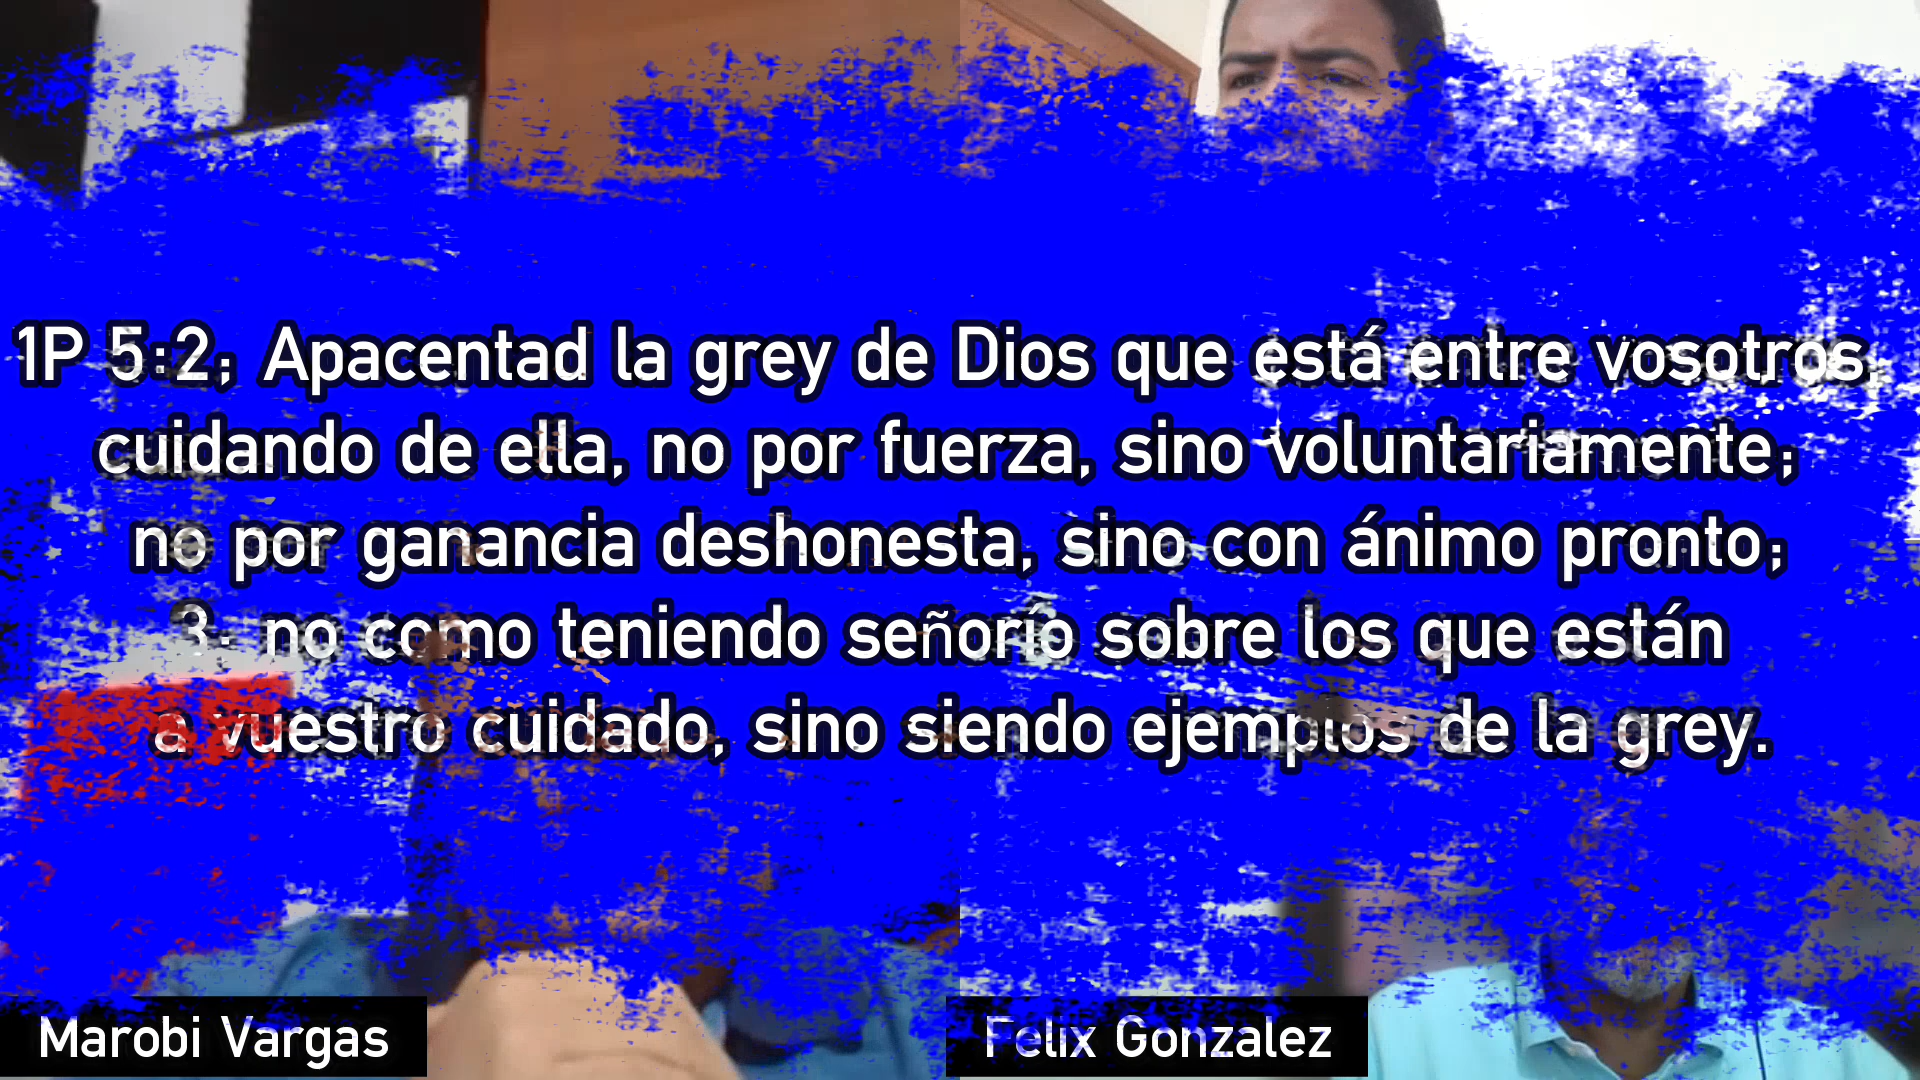 1P 5:2; Apacentad la grey de Dios que está entre vosotros,
cuidando de ella, no por fuerza, sino voluntariamente;
no por ganancia deshonesta, sino con ánimo pronto;
3; no como teniendo señorío sobre los que están
a vuestro cuidado, sino siendo ejemplos de la grey.
Marobi Vargas
Felix Gonzalez